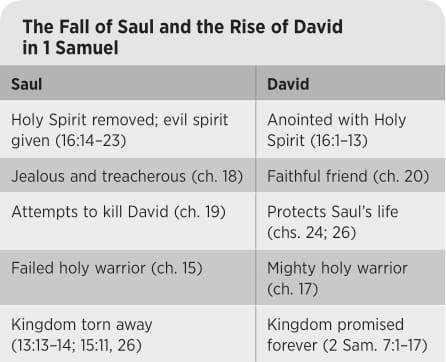 The Fall of Saul and the Rise of David
in 1 Samuel
Saul David
Holy Spirit removed; evil spirit
given (16:14–23)
Anointed with Holy
Spirit (16:1–13)
Jealous and treacherous (ch. 18)
Faithful friend (ch. 20)
Attempts to kill David (ch. 19)
Protects Saul's life
(chs. 24; 26)
Failed holy warrior (ch. 15)
Mighty holy warrior
(ch. 17)
Kingdom torn away
(13:13–14; 15:11, 26)
Kingdom promised
forever (2 Sam. 7:1–17)